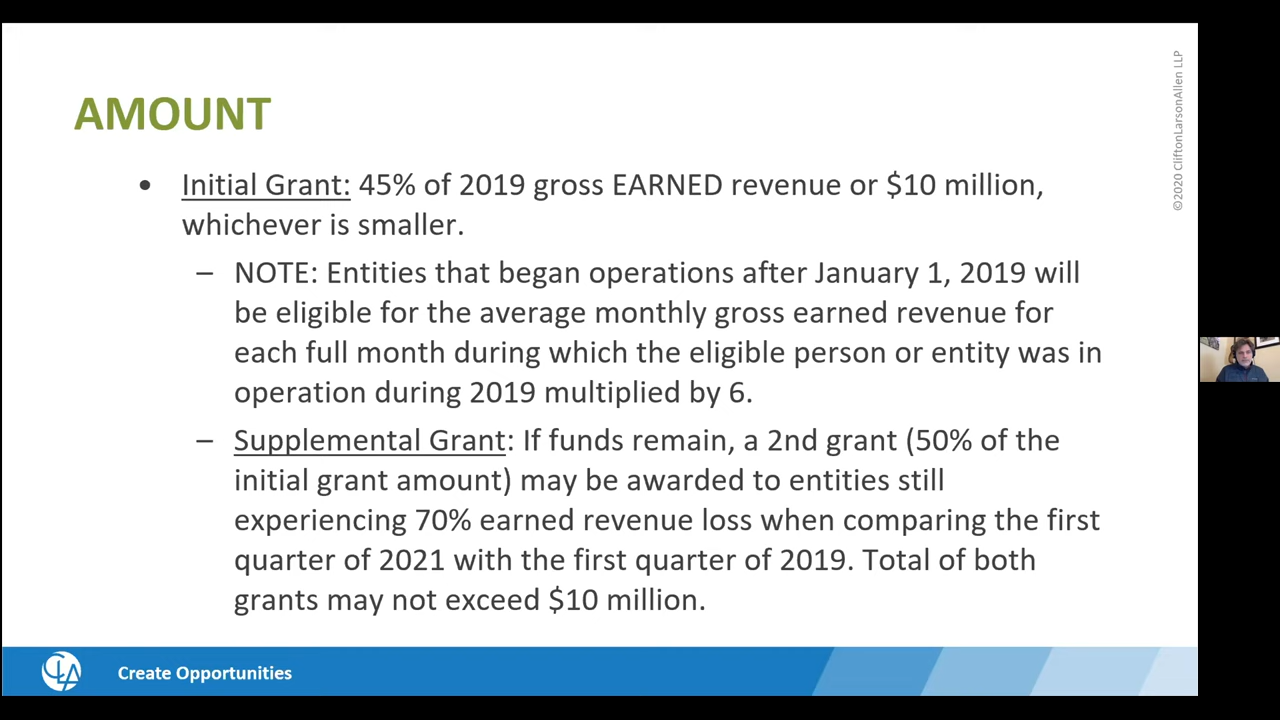 AMOUNT
• Initial Grant: 45% of 2019 gross EARNED revenue or $10 million,
whichever is smaller.
– NOTE: Entities that began operations after January 1, 2019 will
be eligible for the average monthly gross earned revenue for
each full month during which the eligible person or entity was in
operation during 2019 multiplied by 6.
– Supplemental Grant: If funds remain, a 2nd grant (50% of the
initial grant amount) may be awarded to entities still
experiencing 70% earned revenue loss when comparing the first
quarter of 2021 with the first quarter of 2019. Total of both
grants may not exceed $10 million.
©2020 CliftonLarsonAllen LLP
CLA
Create Opportunities